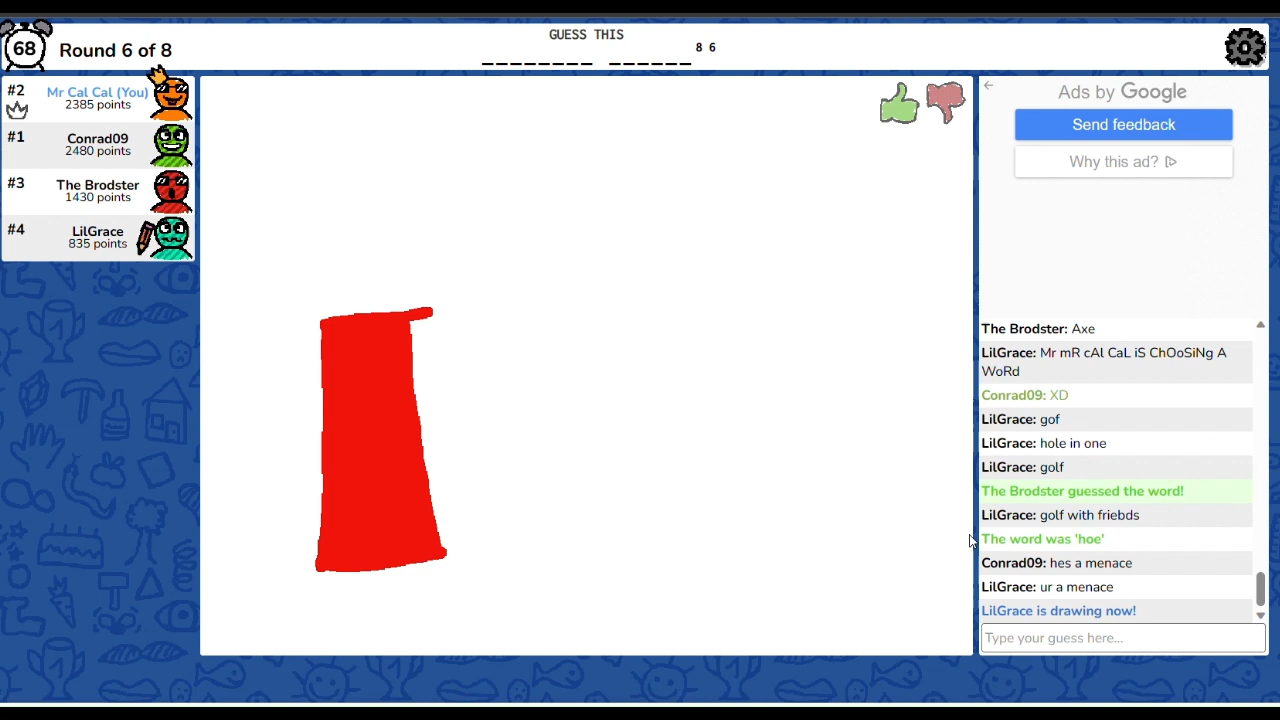 68
Round 6 of 8
GUESS THIS
________ ______ 8 6
#2 Mr Cal Cal (You)
2385 points
#1 Conrad09
2480 points
#3 The Brodster
1430 points
#4 LilGrace
835 points
Ads by Google
Send feedback
Why this ad?
The Brodster: Axe
LilGrace: Mr mR cAl CaL iS ChOoSiNg A
WoRd
Conrad09: XD
LilGrace: gof
LilGrace: hole in one
LilGrace: golf
The Brodster guessed the word!
LilGrace: golf with friebds
The word was 'hoe'
Conrad09: hes a menace
LilGrace: ur a menace
LilGrace is drawing now!
Type your guess here...